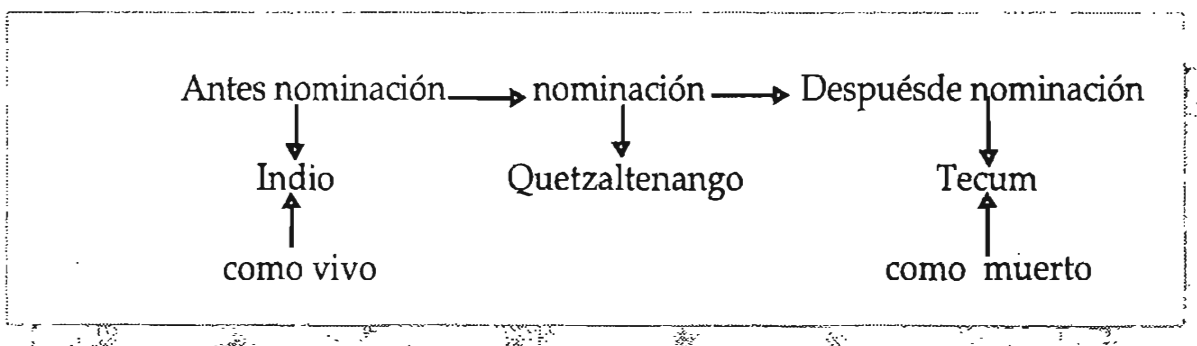 Antes nominación nominación Despuésde nominación
Indio Quetzaltenango Tecum
como vivo como muerto